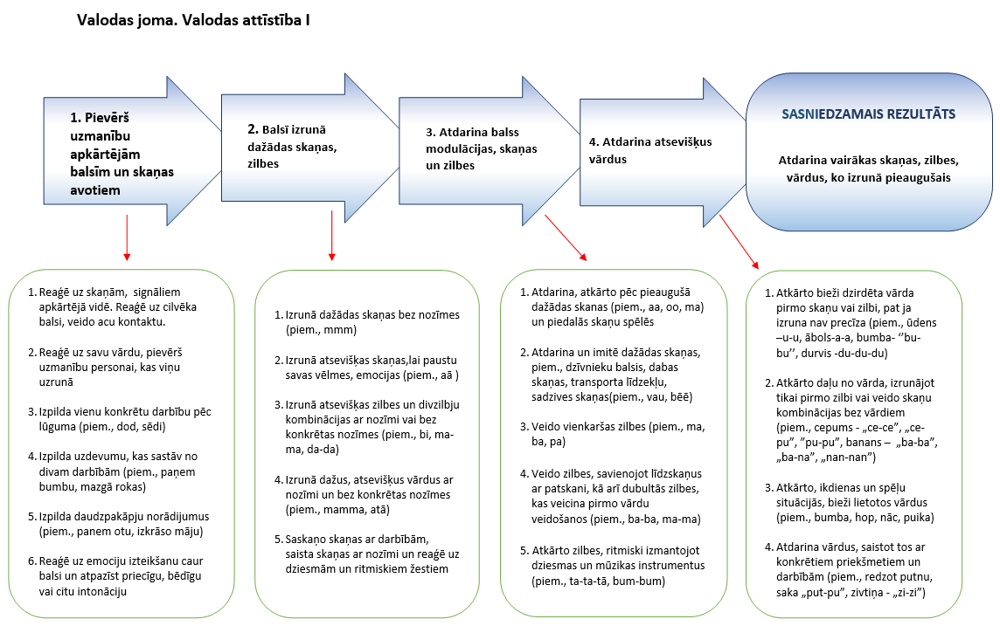 Valodas joma. Valodas attīstība I
1. Pievērš
uzmanību
apkārtējām
balsīm un skaņas
avotiem
2. Balsī izrunā
dažādas skaņas,
zilbes
3. Atdarina balss
modulācijas, skaņas
un zilbes
4. Atdarina atsevišķus
vārdus
SASNIEDZAMAIS REZULTĀTS
Atdarina vairākas skaņas, zilbes,
vārdus, ko izrunā pieaugušais
1. Reaģē uz skaņām, signāliem
apkārtējā vidē. Reaģē uz cilvēka
balsi, veido acu kontaktu.
2. Reaģē uz savu vārdu, pievērš
uzmanību personai, kas viņu
uzrunā
3. Izpilda vienu konkrētu darbību pēc
lūguma (piem., dod, sēdi)
4. Izpilda uzdevumu, kas sastāv no
divam darbībām (piem., paņem
bumbu, mazgā rokas)
5. Izpilda daudzpakāpju norādījumus
(piem., panem otu, izkrāso māju)
6. Reaģē uz emociju izteikšanu caur
balsi un atpazīst priecīgu, bēdīgu
vai citu intonāciju
1. Izrunā dažādas skaņas bez nozīmes
(piem., mmm)
2. Izrunā atsevišķas skaņas,lai paustu
savas vēlmes, emocijas (piem., aā )
3. Izrunā atsevišķas zilbes un divzilbju
kombinācijas ar nozīmi vai bez
konkrētas nozīmes (piem., bi, ma-
ma, da-da)
4. Izrunā dažus, atsevišķus vārdus ar
nozīmi un bez konkrētas nozīmes
(piem., mamma, atā)
5. Saskaņo skaņas ar darbībām,
saista skaņas ar nozīmi un reaģē uz
dziesmām un ritmiskiem žestiem
1. Atdarina, atkārto pēc pieaugušā
dažādas skanas (piem., aa, oo, ma)
un piedalās skaņu spēlēs
2. Atdarina un imitē dažādas skaņas,
piem., dzīvnieku balsis, dabas
skaņas, transporta līdzekļu,
sadzives skaņas(piem., vau, bēē)
3. Veido vienkaršas zilbes (piem., ma,
ba, pa)
4. Veido zilbes, savienojot līdzskaņus
ar patskani, kā arī dubultās zilbes,
kas veicina pirmo vārdu
veidošanos (piem., ba-ba, ma-ma)
5. Atkārto zilbes, ritmiski izmantojot
dziesmas un mūzikas instrumentus
(piem., ta-ta-tā, bum-bum)
1. Atkārto bieži dzirdēta vārda
pirmo skaņu vai zilbi, pat ja
izruna nav precīza (piem., ūdens
–u-u, ābols-a-a, bumba- ‘’bu-
bu’’, durvis -du-du-du)
2. Atkārto daļu no vārda, izrunājot
tikai pirmo zilbi vai veido skaņu
kombinācijas bez vārdiem
(piem., cepums - „ce-ce”, „ce-
pu”, ”pu-pu”, banans – „ba-ba”,
„ba-na”, „nan-nan”)
3. Atkārto, ikdienas un spēļu
situācijās, bieži lietotos vārdus
(piem., bumba, hop, nāc, puika)
4. Atdarina vārdus, saistot tos ar
konkrētiem priekšmetiem un
darbībām (piem., redzot putnu,
saka „put-pu”, zivtiņa - „zi-zi”)